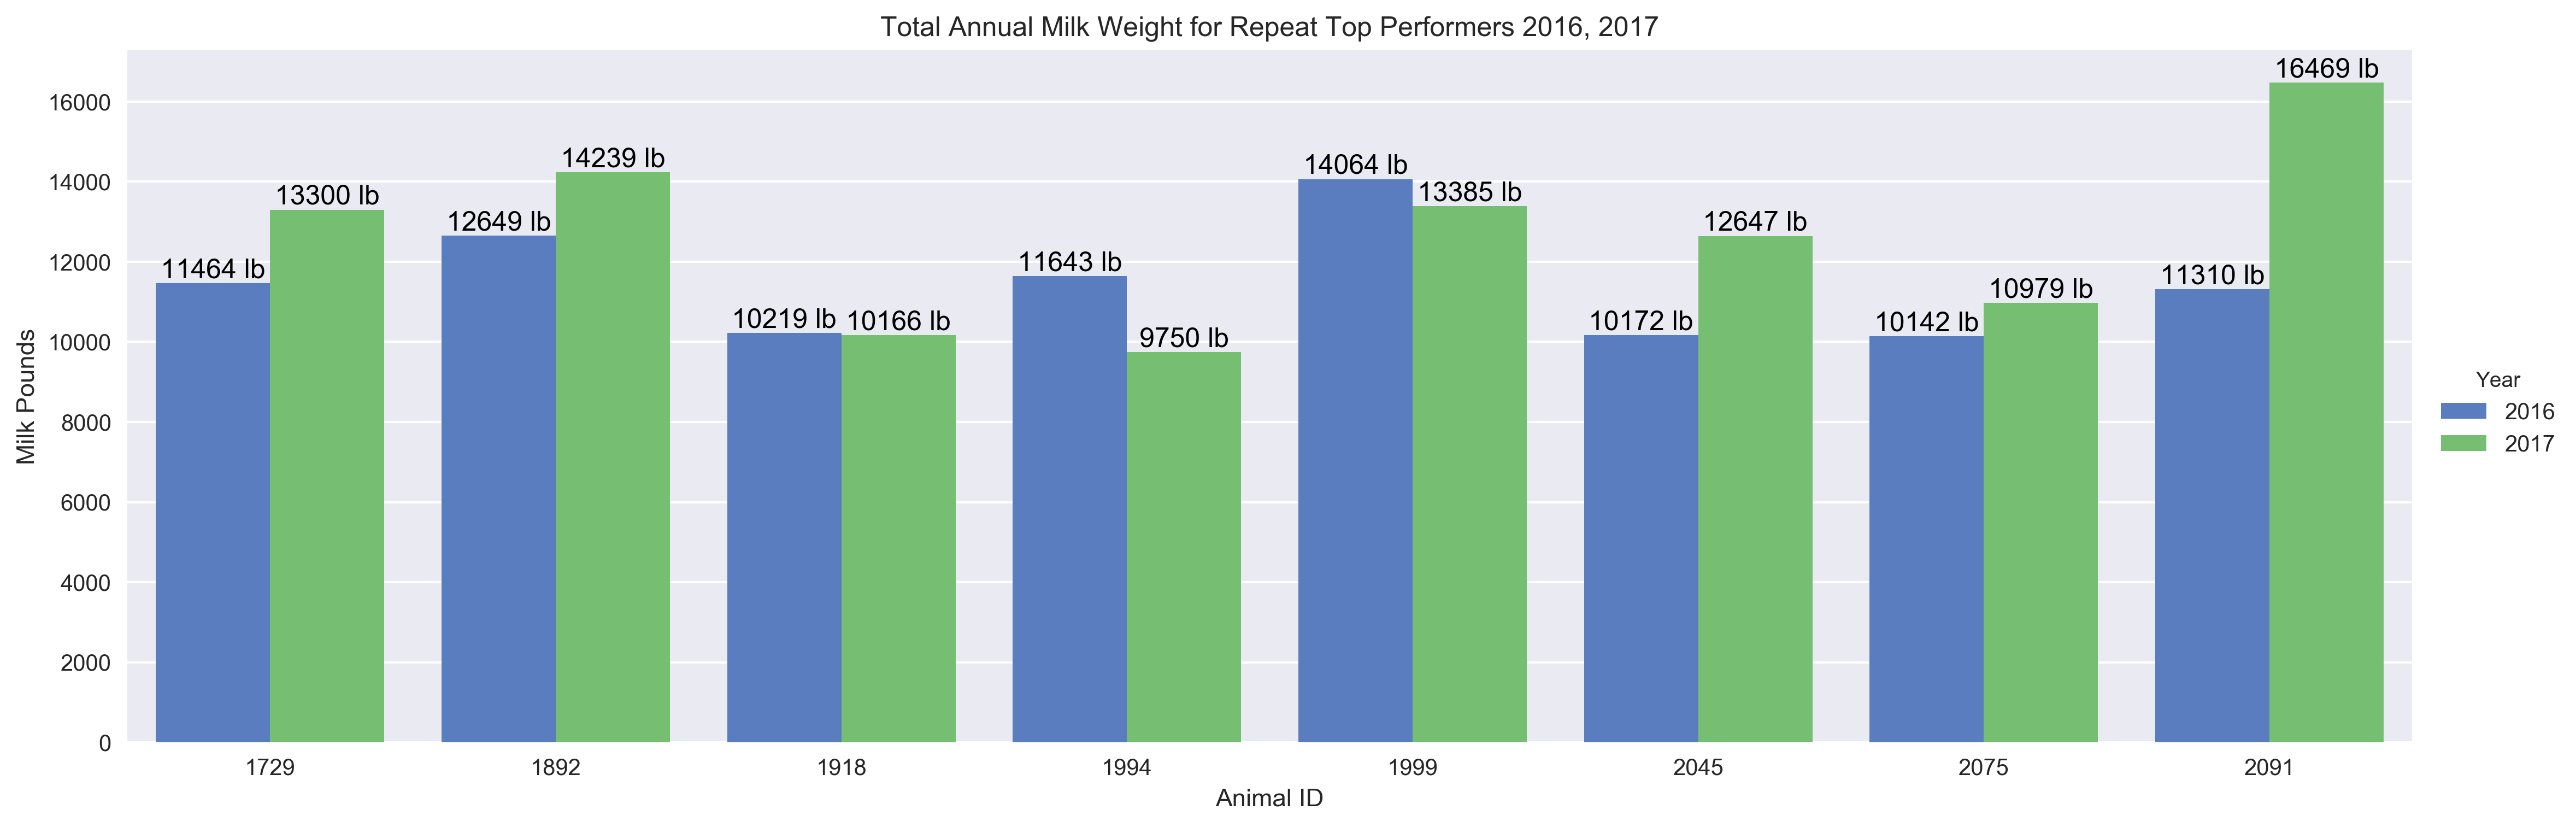 Total Annual Milk Weight for Repeat Top Performers 2016, 2017
Milk Pounds
16000
14000
12000
10000
8000
6000
4000
2000
0
11464 lb
13300 lb
12649 lb
14239 lb
10219 lb
10166 lb
11643 lb
9750 lb
14064 lb
13385 lb
10172 lb
12647 lb
10142 lb
10979 lb
11310 lb
16469 lb
1729
1892
1918
1994
1999
2045
2075
2091
Animal ID
Year
2016
2017